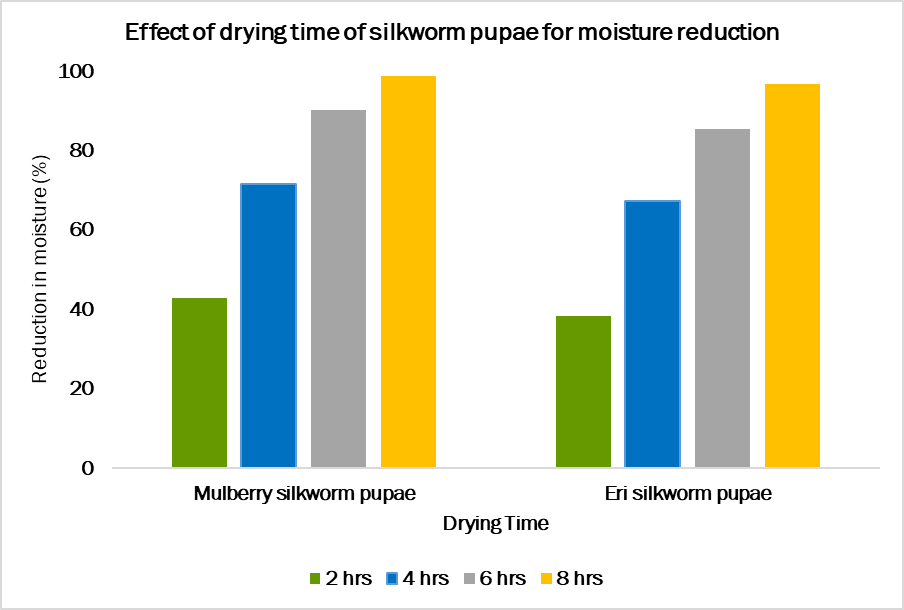 Effect of drying time of silkworm pupae for moisture reduction
Reduction in moisture (%)
100
80
60
40
20
0
Mulberry silkworm pupae
Eri silkworm pupae
Drying Time
2 hrs 4 hrs 6 hrs 8 hrs